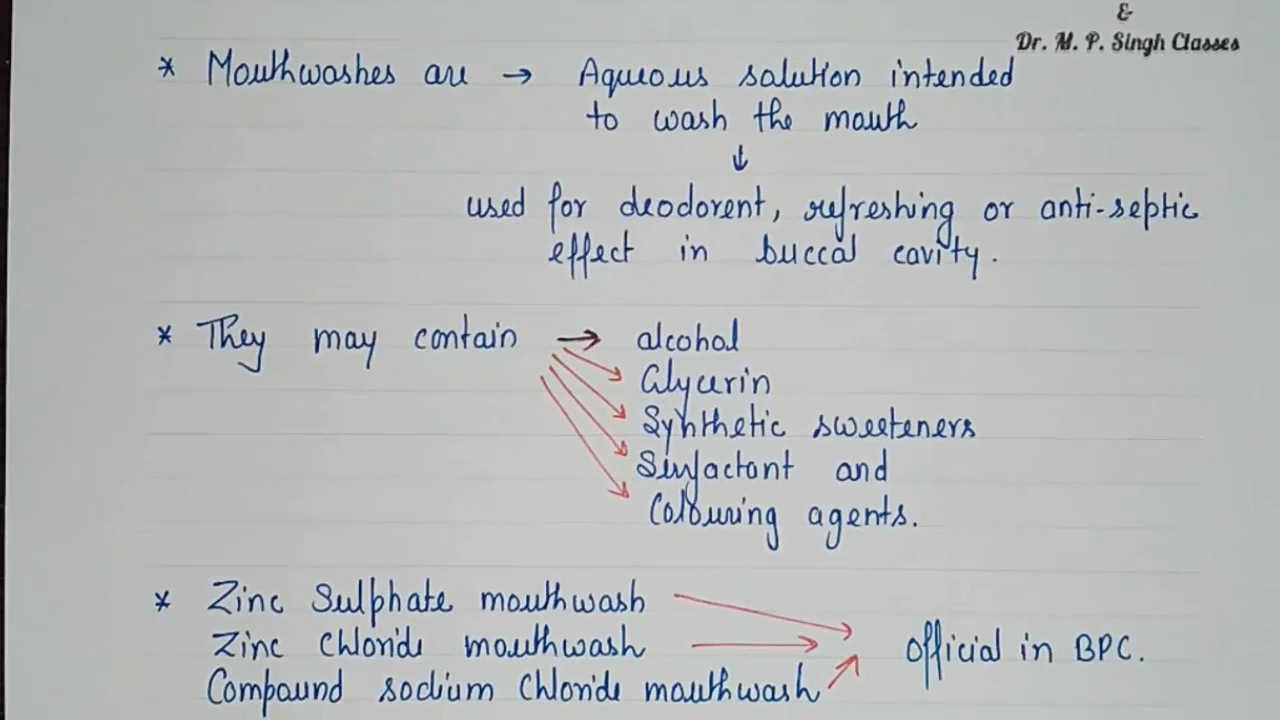 &
Dr. M. P. Singh Classes
* Mouthwashes are → Aqueous solution intended
to wash the mouth
↓
used for deodorent, refreshing or anti-septic
effect in buccal cavity.
* They may contain → alcohol
Glycerin
Synthetic sweeteners
Surfactant and
Colouring agents.
* Zinc Sulphate mouthwash
Zinc Chloride mouthwash → Official in BPC.
Compound sodium Chloride mouthwash